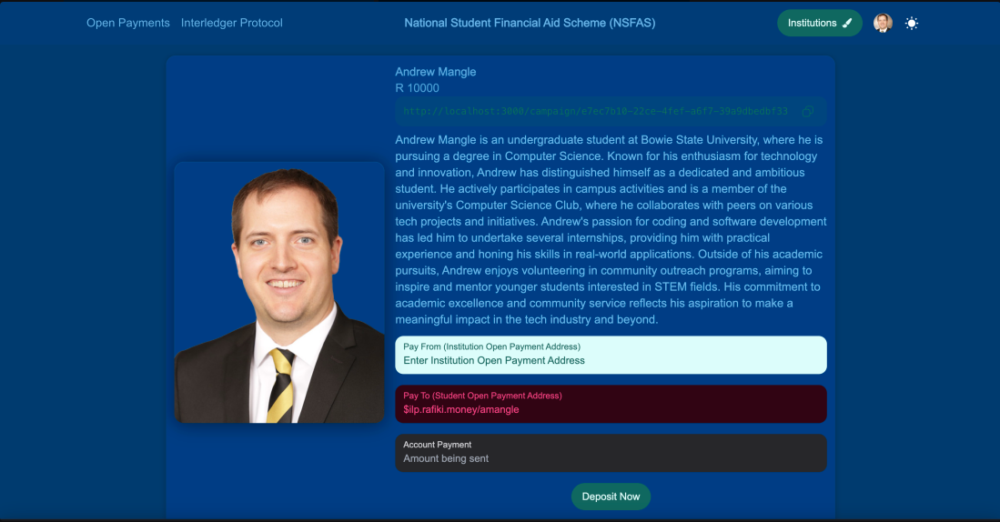 Open Payments Interledger Protocol National Student Financial Aid Scheme (NSFAS) Institutions
Andrew Mangle
R 10000
http://localhost:3000/campaign/e7ec7b10-22ce-4fef-a6f7-39a9dbedbf33
Andrew Mangle is an undergraduate student at Bowie State University, where he is
pursuing a degree in Computer Science. Known for his enthusiasm for technology
and innovation, Andrew has distinguished himself as a dedicated and ambitious
student. He actively participates in campus activities and is a member of the
university's Computer Science Club, where he collaborates with peers on various
tech projects and initiatives. Andrew's passion for coding and software development
has led him to undertake several internships, providing him with practical
experience and honing his skills in real-world applications. Outside of his academic
pursuits, Andrew enjoys volunteering in community outreach programs, aiming to
inspire and mentor younger students interested in STEM fields. His commitment to
academic excellence and community service reflects his aspiration to make a
meaningful impact in the tech industry and beyond.
Pay From (Institution Open Payment Address)
Enter Institution Open Payment Address
Pay To (Student Open Payment Address)
$ilp.rafiki.money/amangle
Account Payment
Amount being sent
Deposit Now